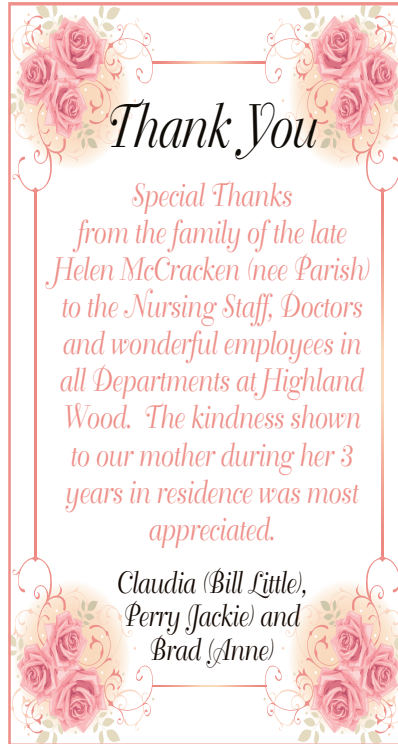 Thank You
Special Thanks
from the family of the late
Helen McCracken (nee Parish)
to the Nursing Staff, Doctors
and wonderful employees in
all Departments at Highland
Wood.  The kindness shown
to our mother during her 3
years in residence was most
appreciated.
Claudia (Bill Little),
Perry (Jackie) and
Brad (Anne)